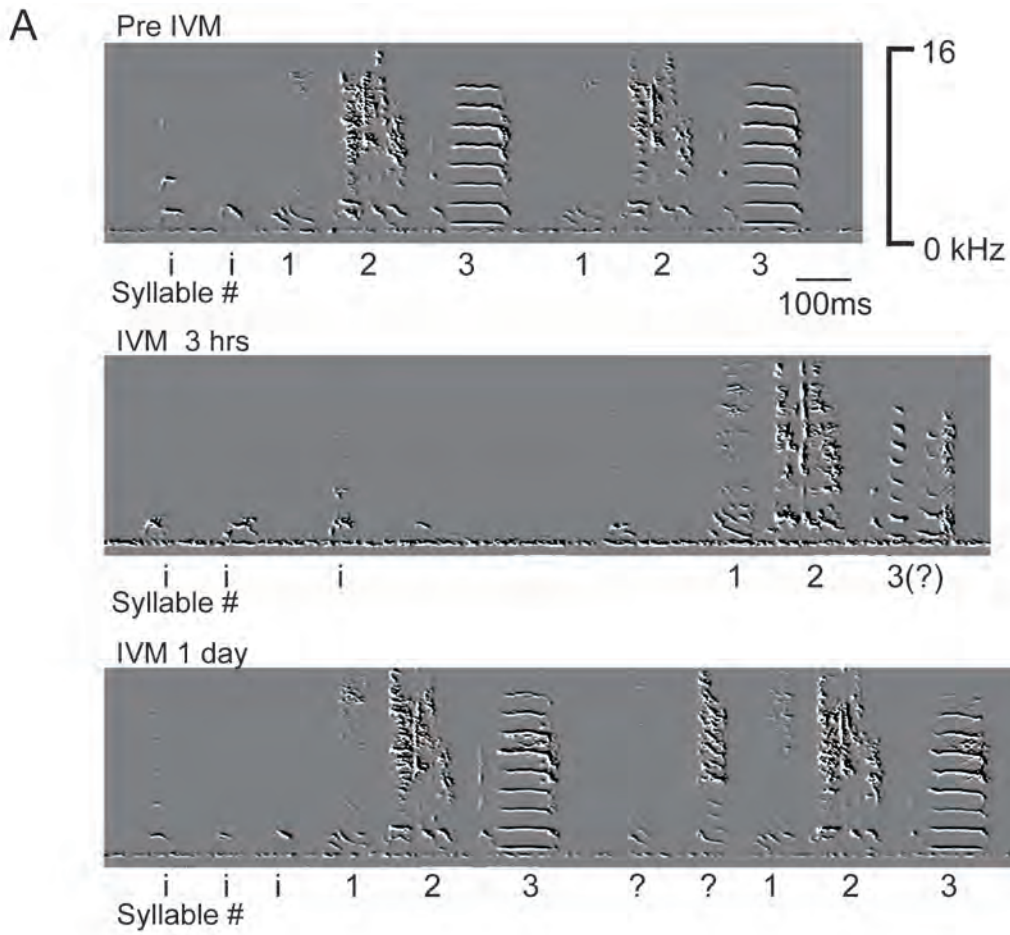 A
Pre IVM
16
0 kHz
i i 1 2 3 1 2 3
Syllable #
100ms
IVM 3 hrs
i i i 1 2 3(?)
Syllable #
IVM 1 day
i i i 1 2 3 ? ? 1 2 3
Syllable #